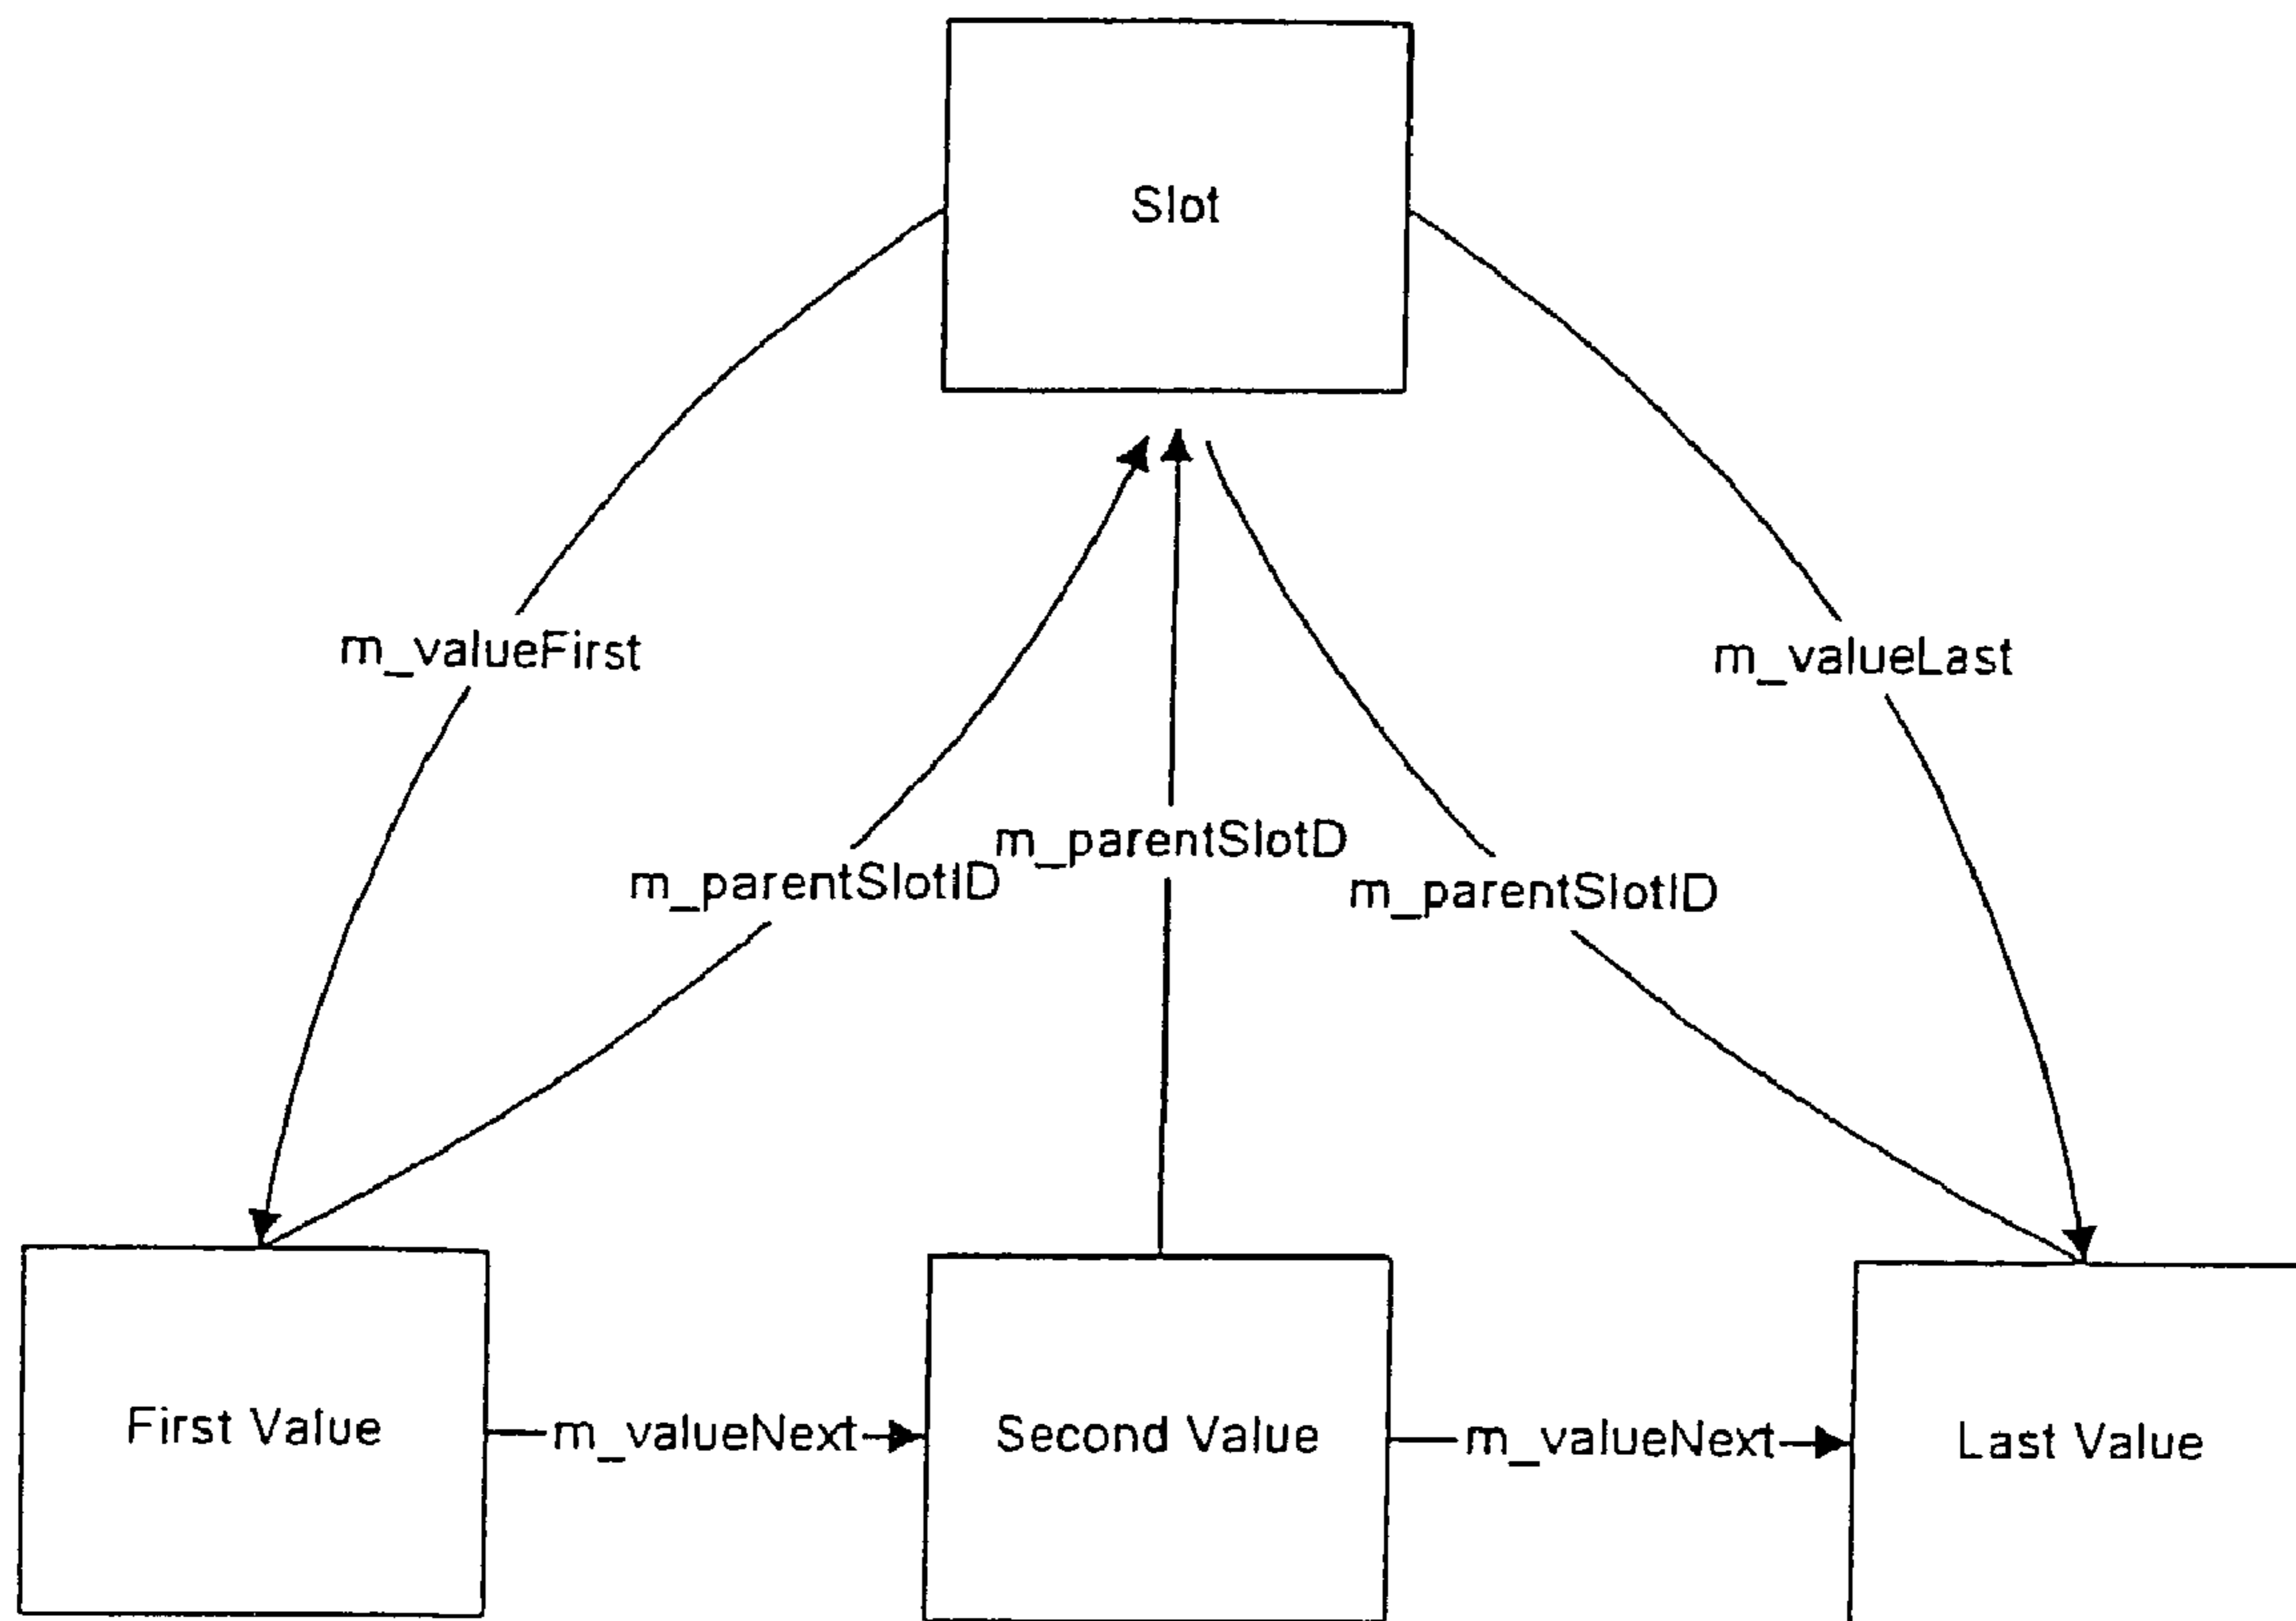 Slot
m_valueFirst
m_valueLast
m_parentSlotD
m_parentSlotID
m_parentSlotID
First Value
m_valueNext
Second Value
m_valueNext
Last Value